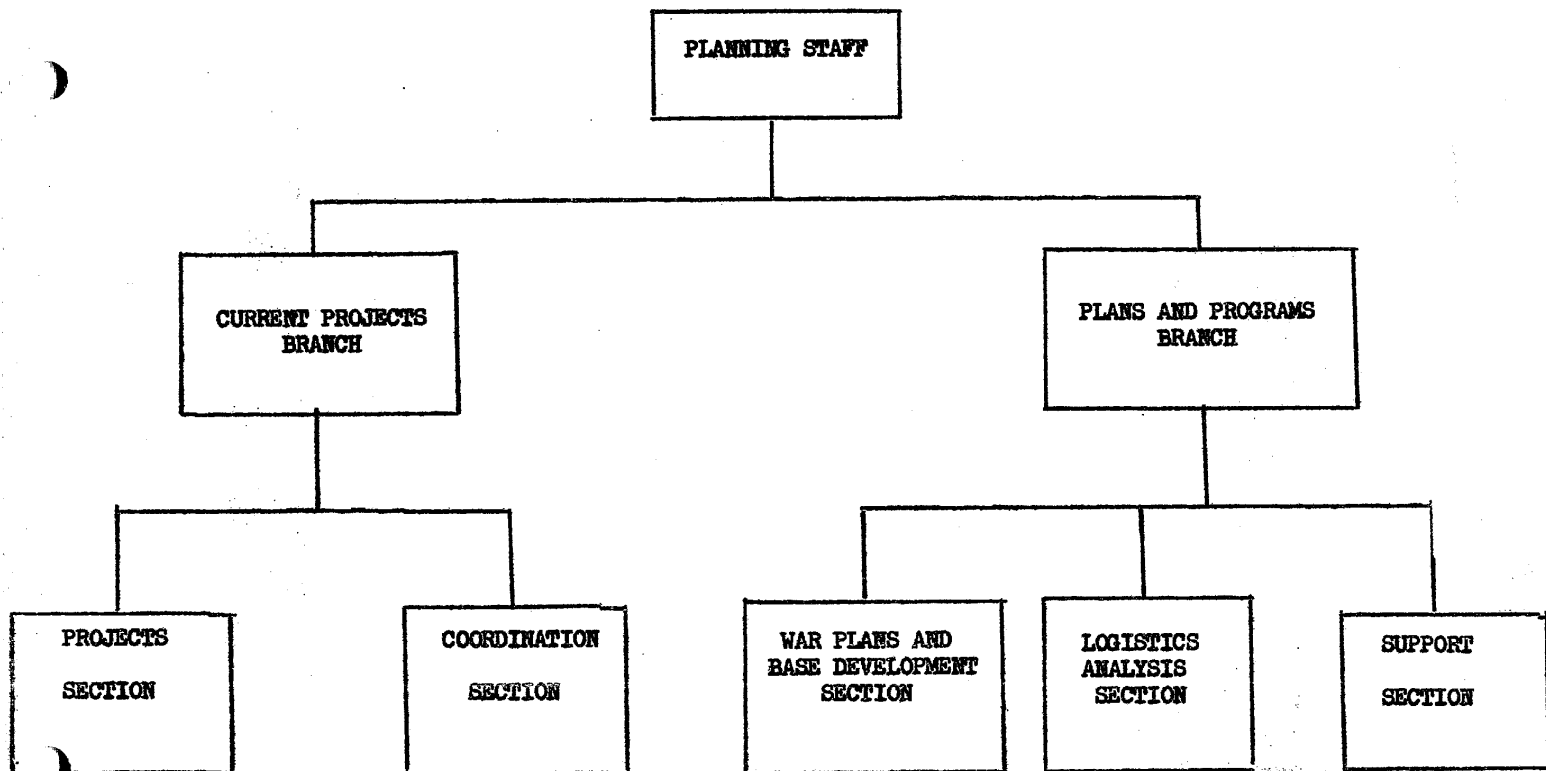 PLANNING STAFF
CURRENT PROJECTS
BRANCH
PLANS AND PROGRAMS
BRANCH
PROJECTS
SECTION
COORDINATION
SECTION
WAR PLANS AND
BASE DEVELOPMENT
SECTION
LOGISTICS
ANALYSIS
SECTION
SUPPORT
SECTION